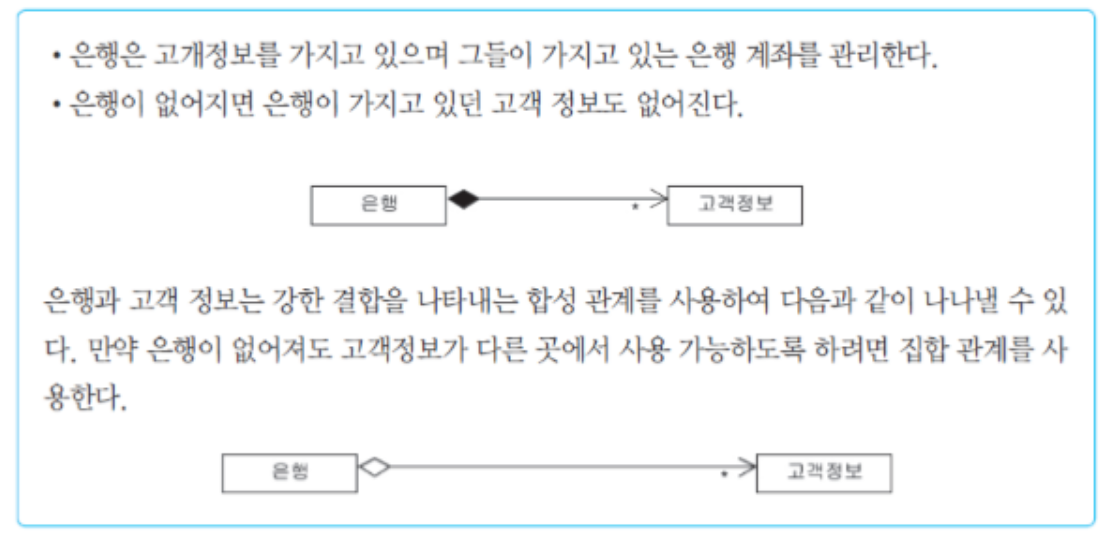 • 은행은 고개정보를 가지고 있으며 그들이 가지고 있는 은행 계좌를 관리한다.
• 은행이 없어지면 은행이 가지고 있던 고객 정보도 없어진다.
은행 * 고객정보
은행과 고객 정보는 강한 결합을 나타내는 합성 관계를 사용하여 다음과 같이 나나낼 수 있
다. 만약 은행이 없어져도 고객정보가 다른 곳에서 사용 가능하도록 하려면 집합 관계를 사
용한다.
은행 * 고객정보